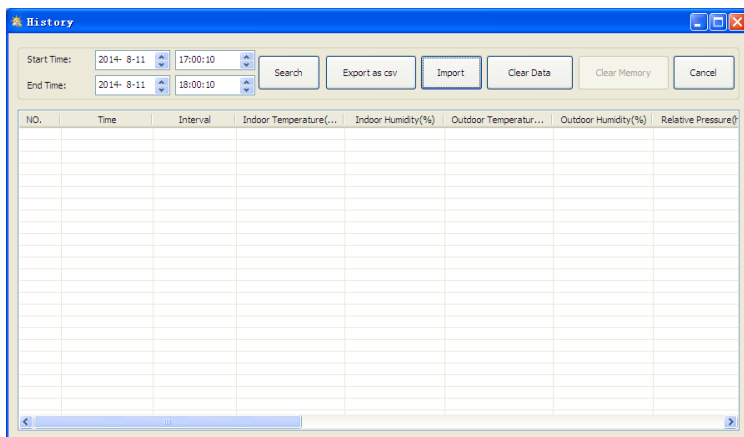 History
Start Time: 2014- 8-11 17:00:10
Search Export as csv Import Clear Data Clear Memory Cancel
End Time: 2014- 8-11 18:00:10
NO. Time Interval Indoor Temperature(... Indoor Humidity(%) Outdoor Temperatur... Outdoor Humidity(%) Relative Pressure(h